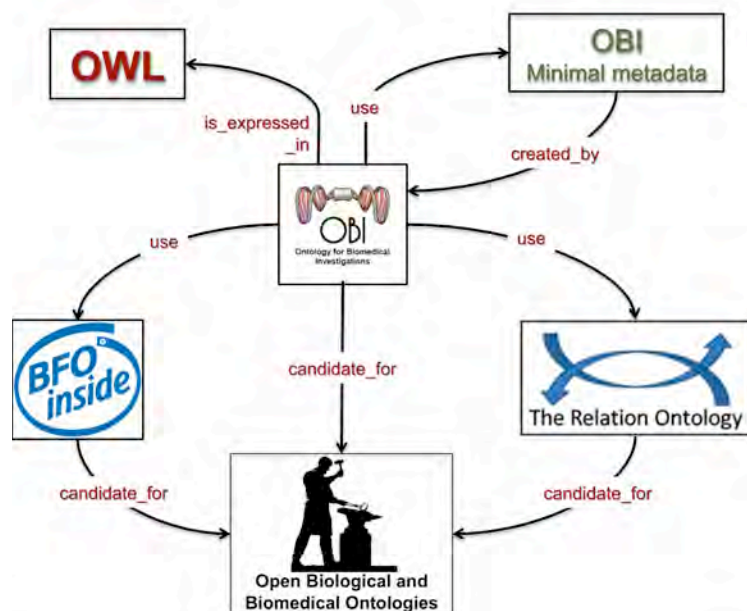 OWL
OBI
Minimal metadata
use
is_expressed
_in
created_by
OBI
Ontology for Biomedical
Investigations
use
use
BFO
inside
candidate_for
The Relation Ontology
candidate_for
candidate_for
Open Biological and
Biomedical Ontologies